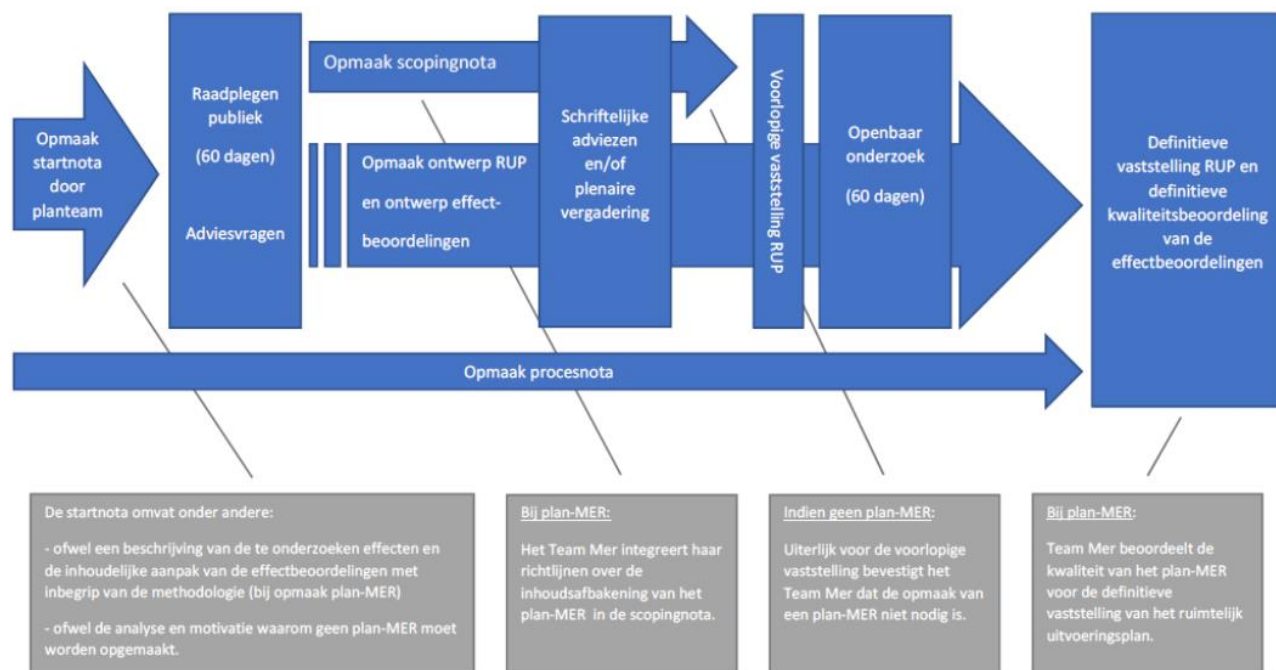 Opmaak
startnota
door
planteam
Raadplegen
publiek
(60 dagen)
Adviesvragen
Opmaak scopingnota
Opmaak ontwerp RUP
en ontwerp effect-
beoordelingen
Schriftelijke
adviezen
en/of
plenaire
vergadering
Voorlopige vaststelling RUP
Openbaar
onderzoek
(60 dagen)
Definitieve
vaststelling RUP en
definitieve
kwaliteitsbeoordeling
van de
effectbeoordelingen
Opmaak procesnota
De startnota omvat onder andere:
- ofwel een beschrijving van de te onderzoeken effecten en
de inhoudelijke aanpak van de effectbeoordelingen met
inbegrip van de methodologie (bij opmaak plan-MER)
- ofwel de analyse en motivatie waarom geen plan-MER moet
worden opgemaakt.
Bij plan-MER:
Het Team Mer integreert haar
richtlijnen over de
inhoudsafbakening van het
plan-MER in de scopingnota.
Indien geen plan-MER:
Uiterlijk voor de voorlopige
vaststelling bevestigt het
Team Mer dat de opmaak van
een plan-MER niet nodig is.
Bij plan-MER:
Team Mer beoordeelt de
kwaliteit van het plan-MER
voor de definitieve
vaststelling van het ruimtelijk
uitvoeringsplan.